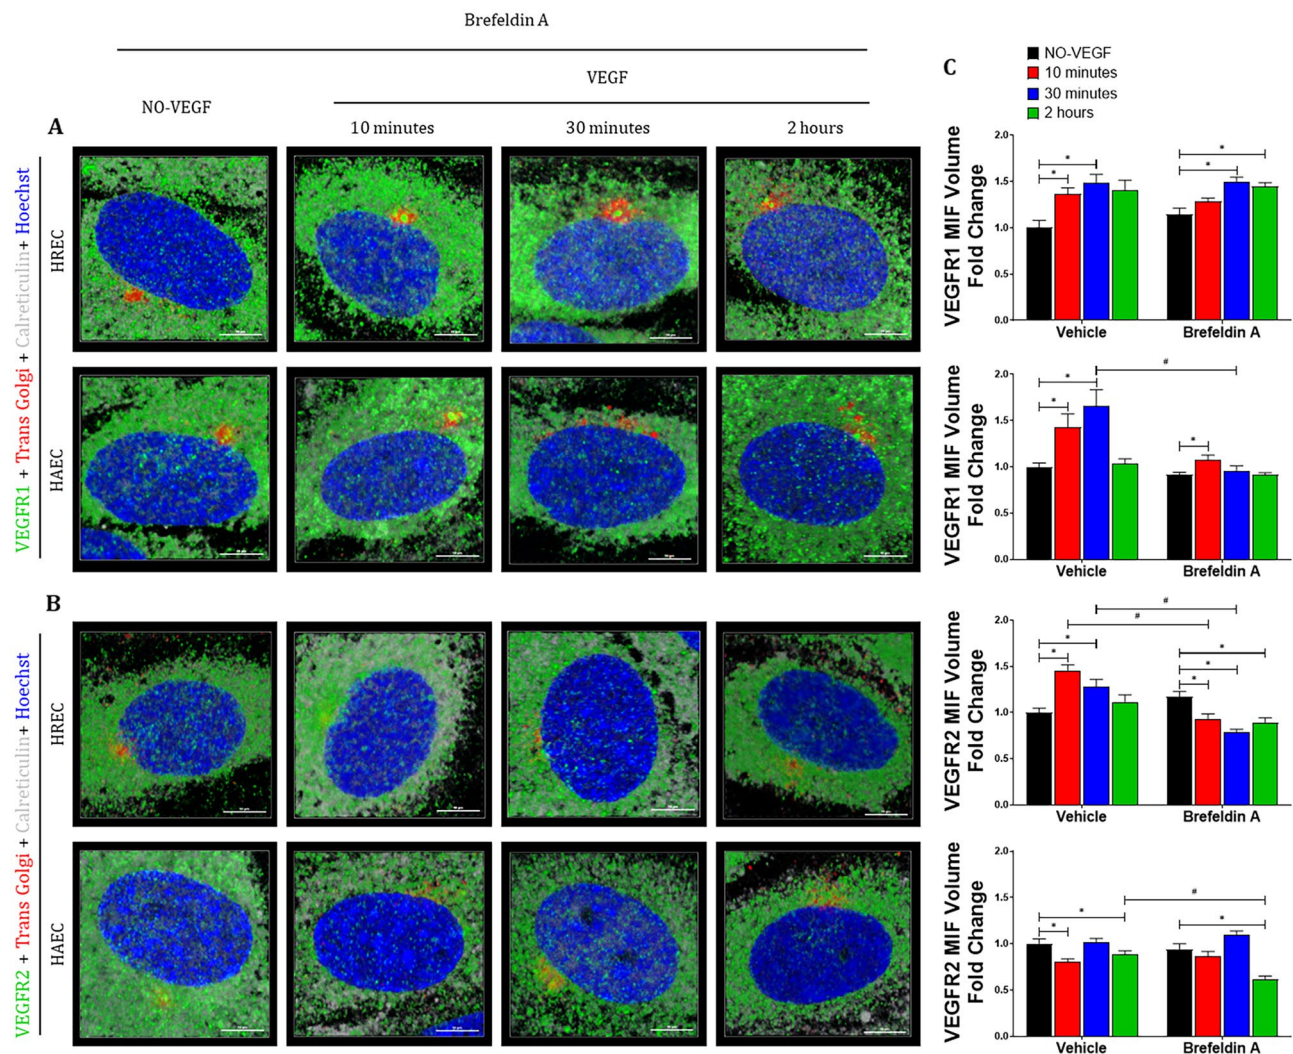 Brefeldin A
VEGF
NO-VEGF
10 minutes
30 minutes
2 hours
A
VEGFR1 + Trans Golgi + Calreticulin+ Hoechst
HREC
HAEC
B
VEGFR2 + Trans Golgi + Calreticulin+ Hoechst
HREC
HAEC
C
NO-VEGF
10 minutes
30 minutes
2 hours
VEGFR1 MIF Volume
Fold Change
2.0
1.5
1.0
0.5
0.0
* * * *
Vehicle
Brefeldin A
VEGFR1 MIF Volume
Fold Change
2.0
1.5
1.0
0.5
0.0
# * * *
Vehicle
Brefeldin A
VEGFR2 MIF Volume
Fold Change
2.0
1.5
1.0
0.5
0.0
# # * * * * *
Vehicle
Brefeldin A
VEGFR2 MIF Volume
Fold Change
2.0
1.5
1.0
0.5
0.0
# * * *
Vehicle
Brefeldin A